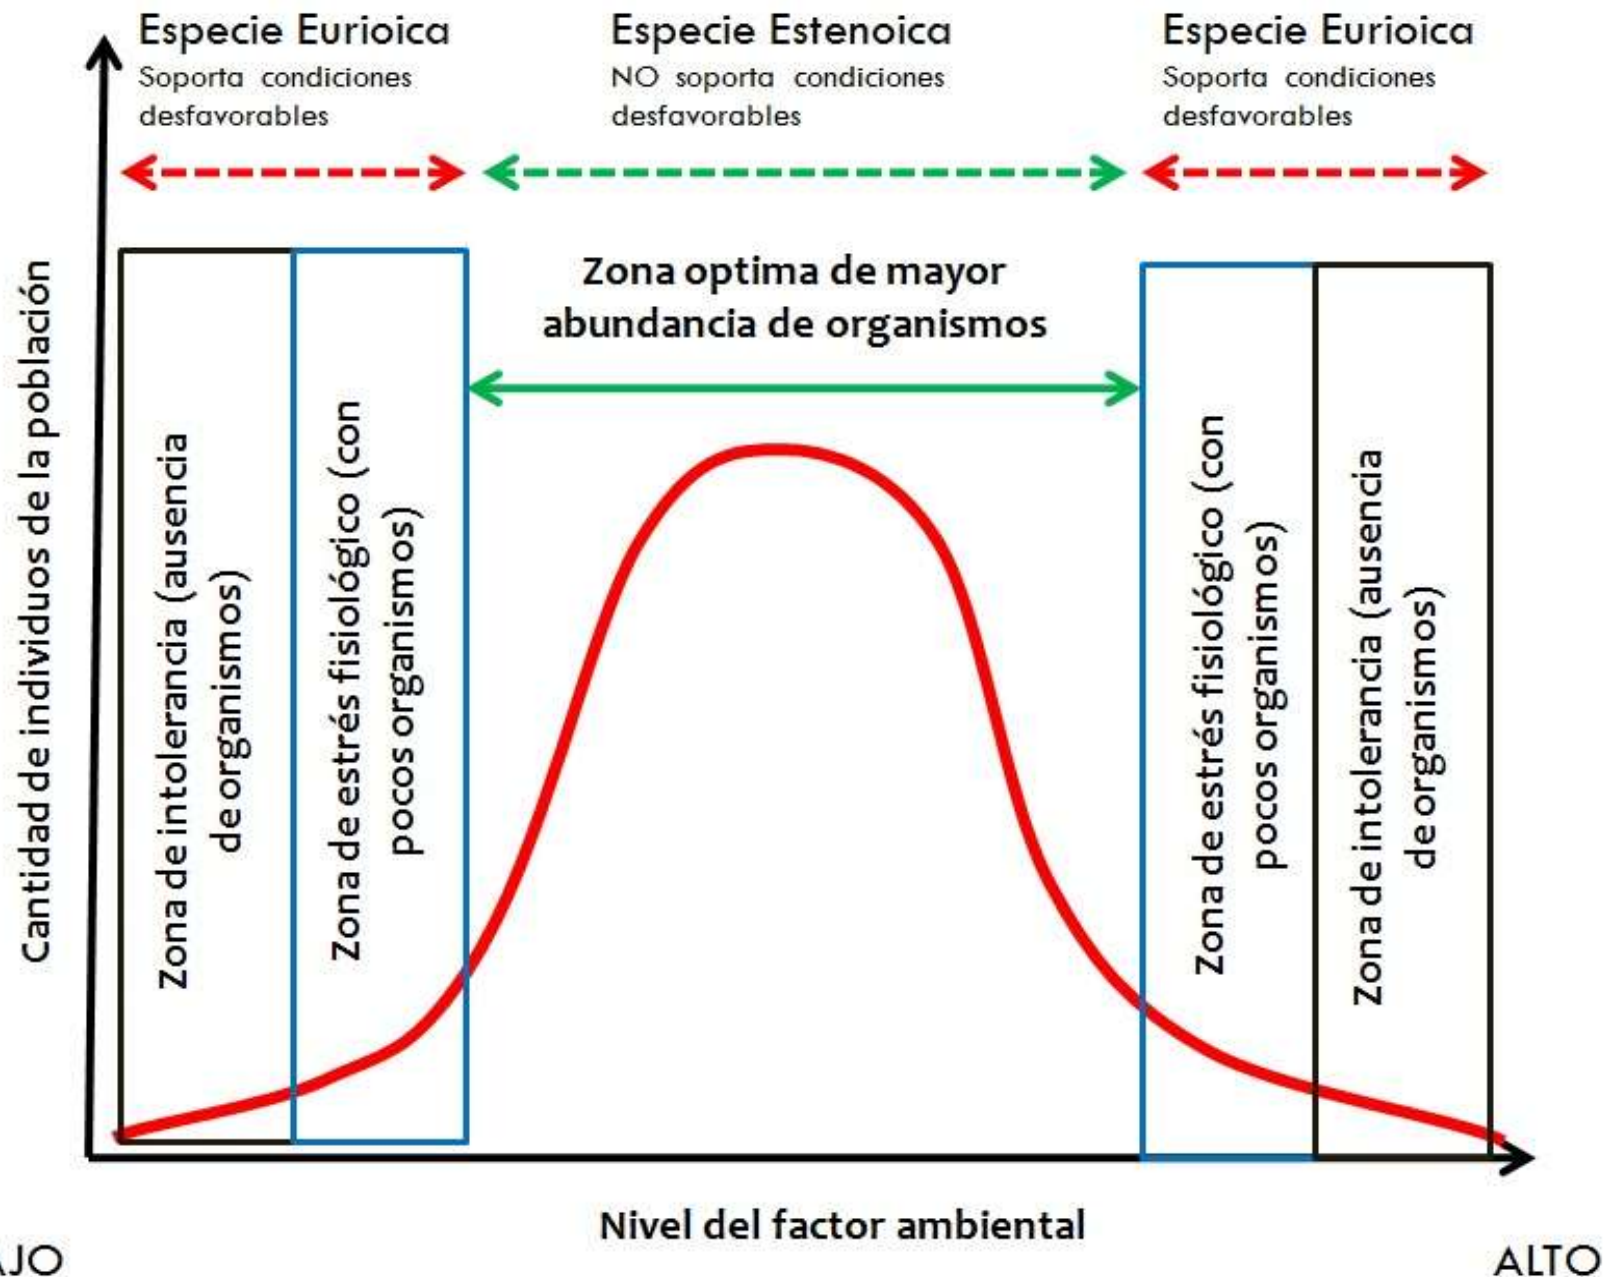 Especie Eurioica
Soporta condiciones
desfavorables
Especie Estenoica
NO soporta condiciones
desfavorables
Especie Eurioica
Soporta condiciones
desfavorables
Zona optima de mayor
abundancia de organismos
Cantidad de individuos de la población
Zona de intolerancia (ausencia
de organismos)
Zona de estrés fisiológico (con
pocos organismos)
Zona de estrés fisiológico (con
pocos organismos)
Zona de intolerancia (ausencia
de organismos)
Nivel del factor ambiental
AJO
ALTO